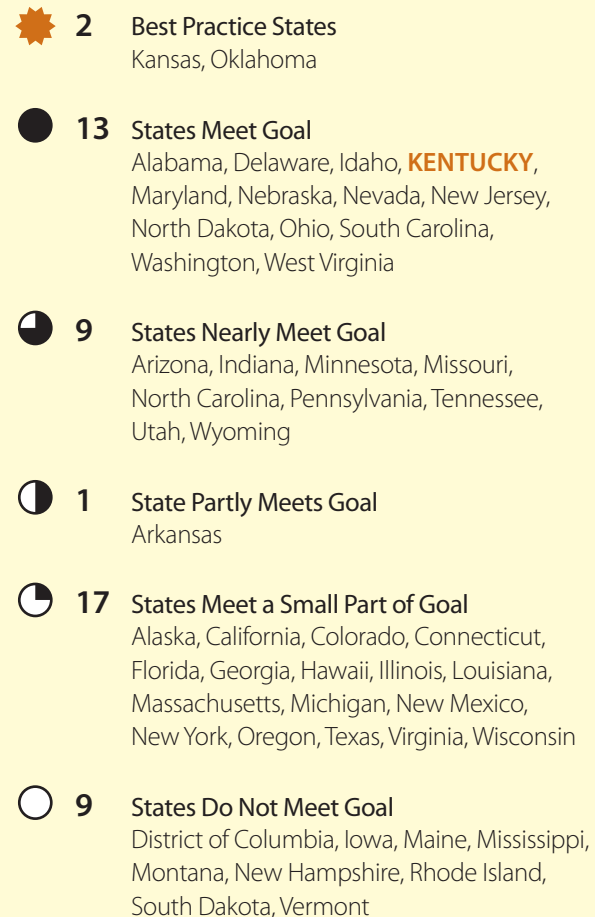 2 Best Practice States
Kansas, Oklahoma
13 States Meet Goal
Alabama, Delaware, Idaho, KENTUCKY,
Maryland, Nebraska, Nevada, New Jersey,
North Dakota, Ohio, South Carolina,
Washington, West Virginia
9 States Nearly Meet Goal
Arizona, Indiana, Minnesota, Missouri,
North Carolina, Pennsylvania, Tennessee,
Utah, Wyoming
1 State Partly Meets Goal
Arkansas
17 States Meet a Small Part of Goal
Alaska, California, Colorado, Connecticut,
Florida, Georgia, Hawaii, Illinois, Louisiana,
Massachusetts, Michigan, New Mexico,
New York, Oregon, Texas, Virginia, Wisconsin
9 States Do Not Meet Goal
District of Columbia, Iowa, Maine, Mississippi,
Montana, New Hampshire, Rhode Island,
South Dakota, Vermont